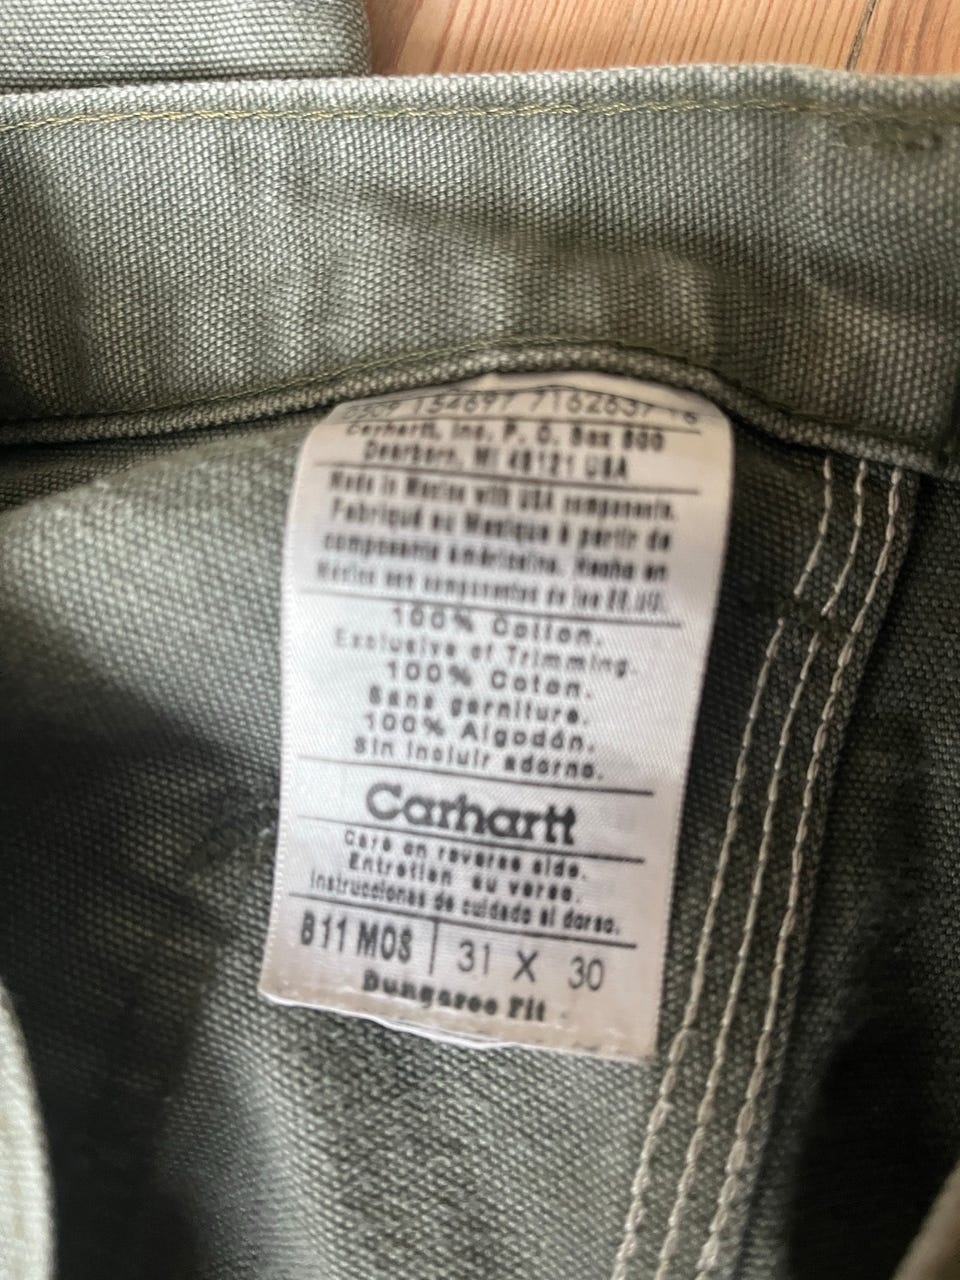 154697 716263716
Carhartt, Inc. P. O. Box 600
Dearborn, MI 48121 USA
Made in Mexico with USA components.
Fabriqué au Mexique à partir de
composants américains. Hecho en
México con componentes de los EE.UU.
100% Cotton.
Exclusive of Trimming.
100% Coton.
Sans garniture.
100% Algodón.
Sin incluir adorno.
Carhartt
Care on reverse side.
Entretien au verso.
Instrucciones de cuidado al dorso.
B11 MOS 31 X 30
Dungaree Fit